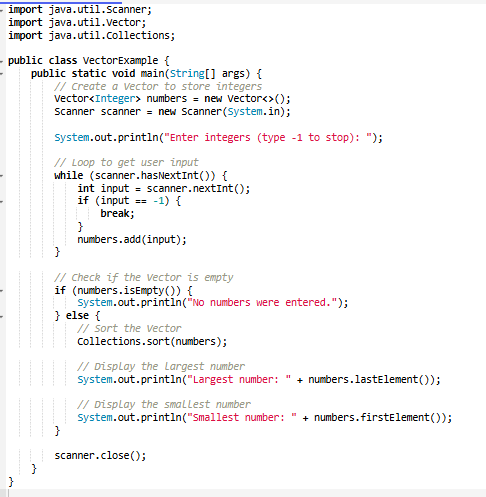 import java.util.Scanner;
import java.util.Vector;
import java.util.Collections;

public class VectorExample {
    public static void main(String[] args) {
        // Create a Vector to store integers
        Vector<Integer> numbers = new Vector<>();
        Scanner scanner = new Scanner(System.in);

        System.out.println("Enter integers (type -1 to stop): ");

        // Loop to get user input
        while (scanner.hasNextInt()) {
            int input = scanner.nextInt();
            if (input == -1) {
                break;
            }
            numbers.add(input);
        }

        // Check if the Vector is empty
        if (numbers.isEmpty()) {
            System.out.println("No numbers were entered.");
        } else {
            // Sort the Vector
            Collections.sort(numbers);

            // Display the largest number
            System.out.println("Largest number: " + numbers.lastElement());

            // Display the smallest number
            System.out.println("Smallest number: " + numbers.firstElement());
        }

        scanner.close();
    }
}